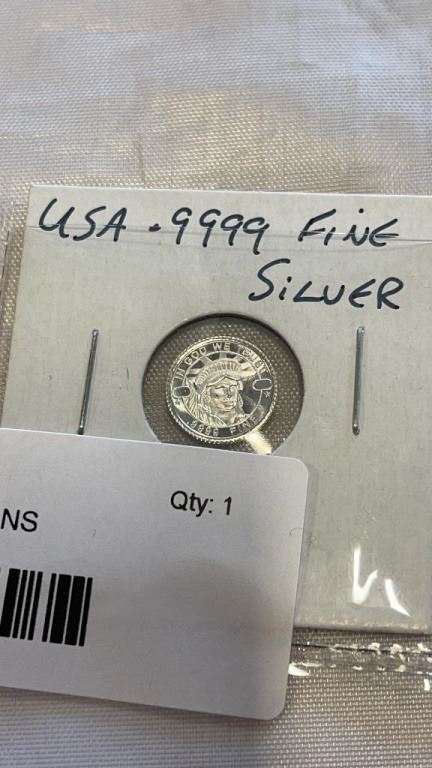 USA .9999 FINE
SILVER
IN GOD WE TRUST
.9999 FINE
Qty: 1
NS